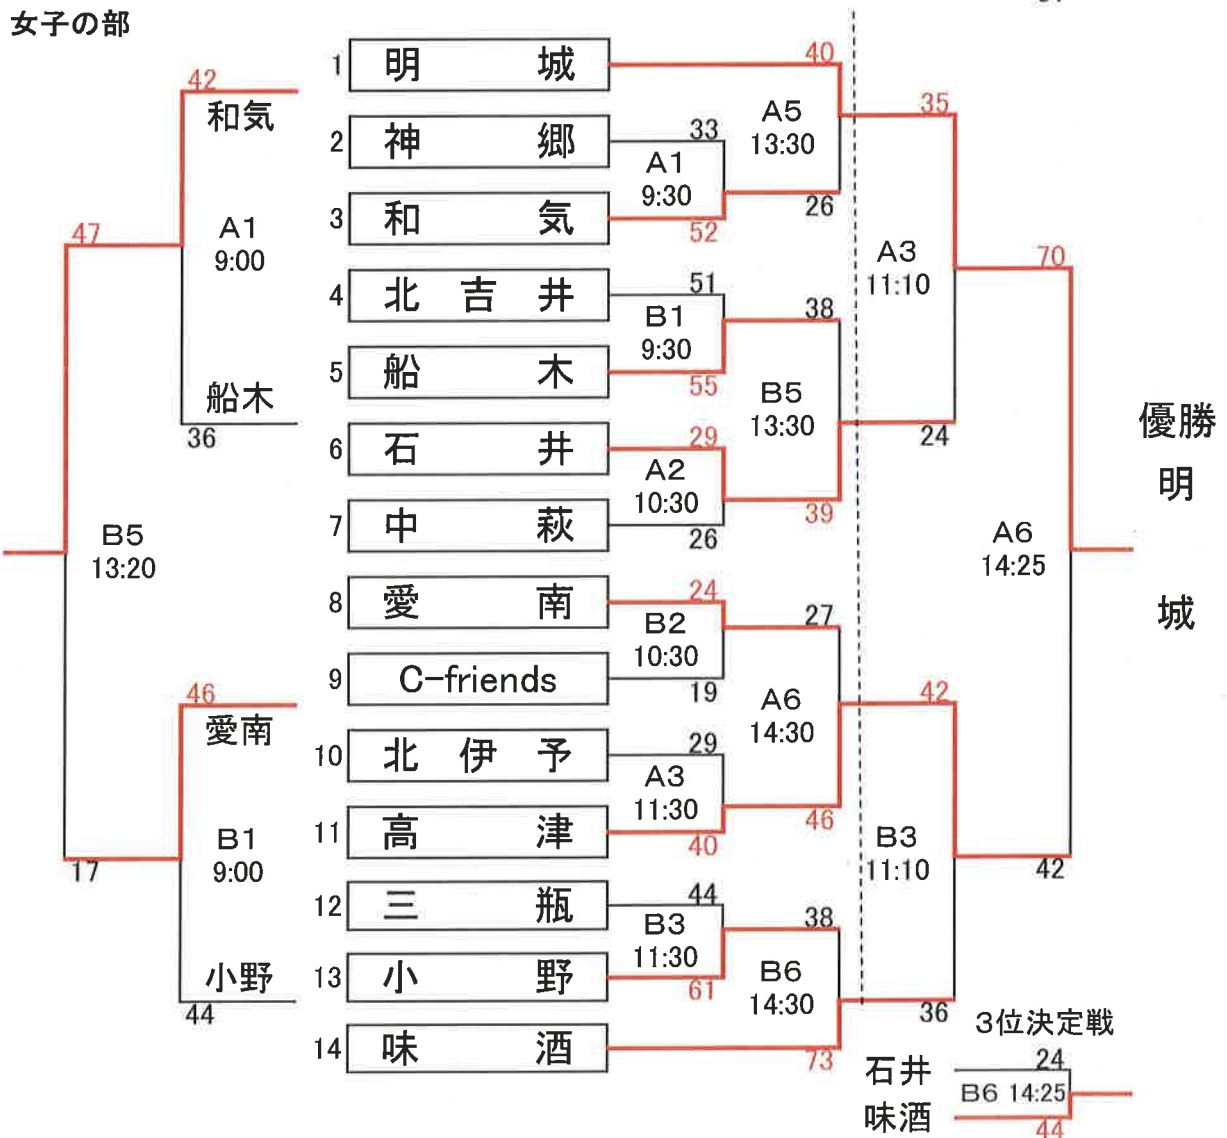 女子の部
42
和気
A1
9:00
47
船木
36
B5
13:20
46
愛南
B1
9:00
17
小野
44
1 明城
2 神郷
3 和気
4 北吉井
5 船木
6 石井
7 中萩
8 愛南
9 C-friends
10 北伊予
11 高津
12 三瓶
13 小野
14 味酒
33
A1
9:30
52
51
B1
9:30
55
29
A2
10:30
26
24
B2
10:30
19
29
A3
11:30
40
44
B3
11:30
61
40
A5
13:30
26
38
B5
13:30
39
27
A6
14:30
46
38
B6
14:30
73
35
A3
11:10
24
42
B3
11:10
36
70
A6
14:25
42
優勝
明
城
3位決定戦
石井 24
B6 14:25
味酒 44